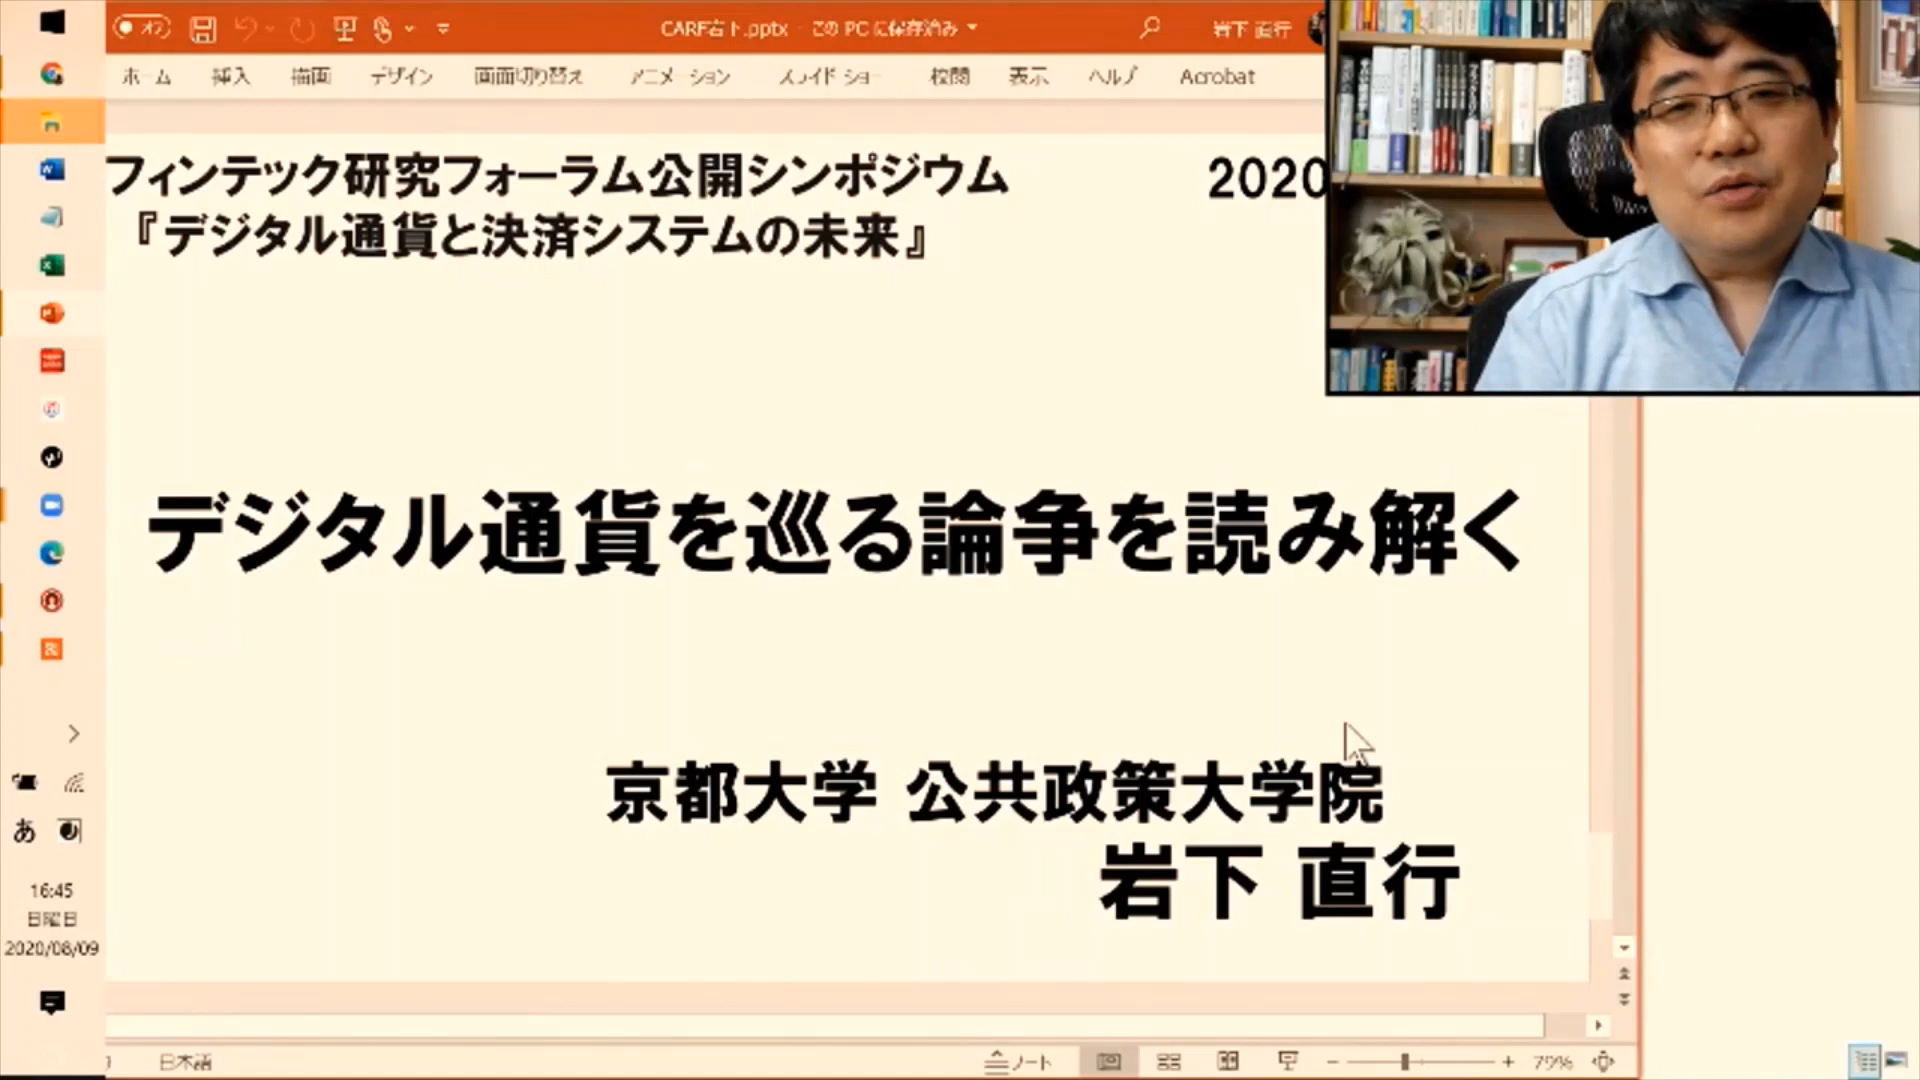 オフ
CARF岩下.pptx - この PC に保存済み
岩下 直行
ホーム 挿入 描画 デザイン 画面切り替え アニメーション スライド ショー 校閲 表示 ヘルプ Acrobat
フィンテック研究フォーラム公開シンポジウム 2020
『デジタル通貨と決済システムの未来』
デジタル通貨を巡る論争を読み解く
京都大学 公共政策大学院
岩下 直行
あ
16:45
日曜日
2020/08/09
日本語
ノート
79%